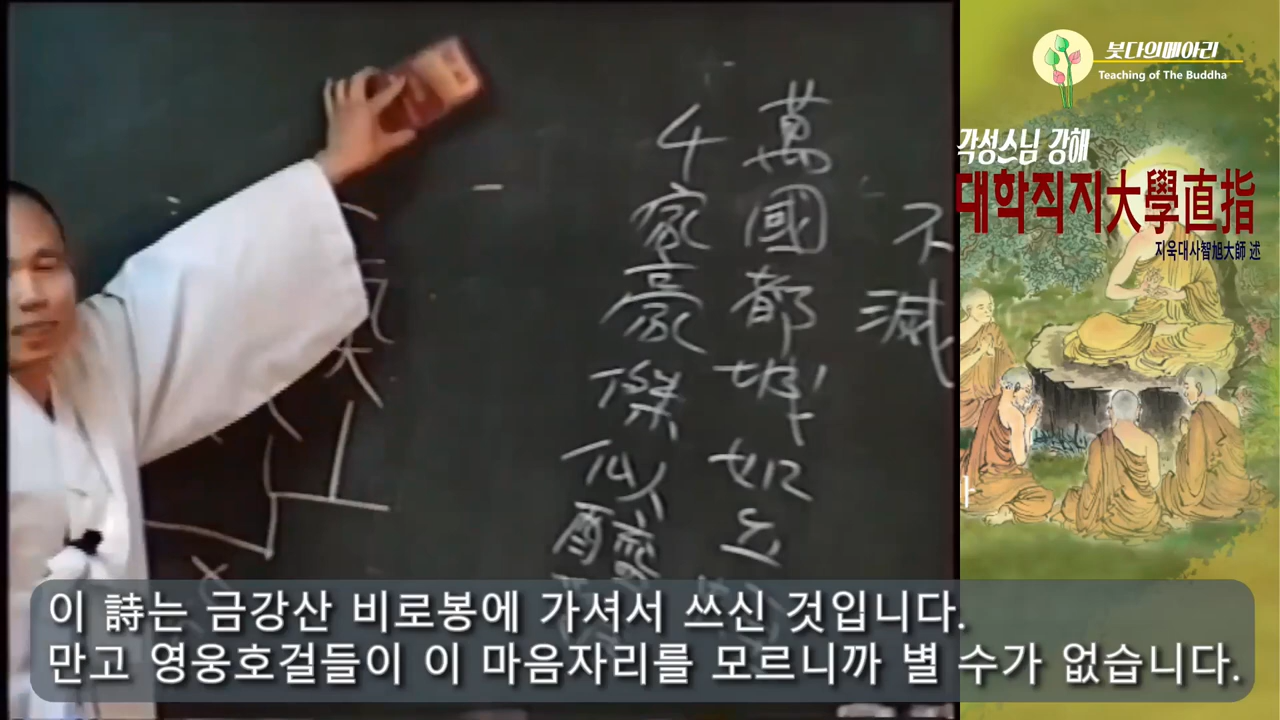 붓다의메아리
Teaching of The Buddha
각성스님 강해
대학직지大學直指
지욱대사智旭大師 述
不滅
萬國都城如
千家豪傑似醯
이 詩는 금강산 비로봉에 가셔서 쓰신 것입니다.
만고 영웅호걸들이 이 마음자리를 모르니까 별 수가 없습니다.